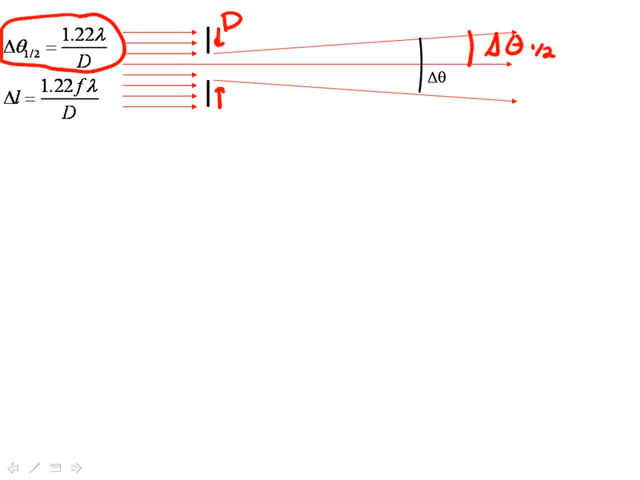 Δθ1/2 = 1.22λ / D
D
Δθ 1/2
Δθ
Δl = 1.22fλ / D